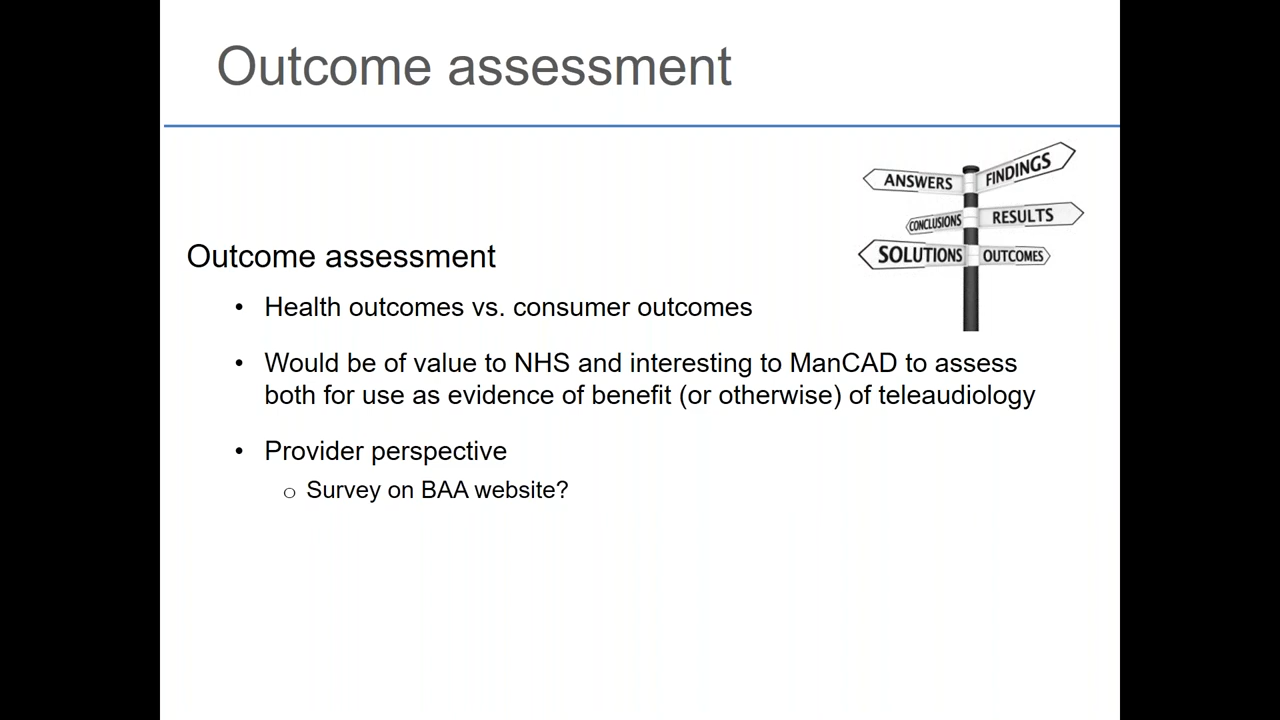 Outcome assessment
ANSWERS
FINDINGS
CONCLUSIONS
RESULTS
SOLUTIONS
OUTCOMES
Outcome assessment
• Health outcomes vs. consumer outcomes
• Would be of value to NHS and interesting to ManCAD to assess
both for use as evidence of benefit (or otherwise) of teleaudiology
• Provider perspective
o Survey on BAA website?